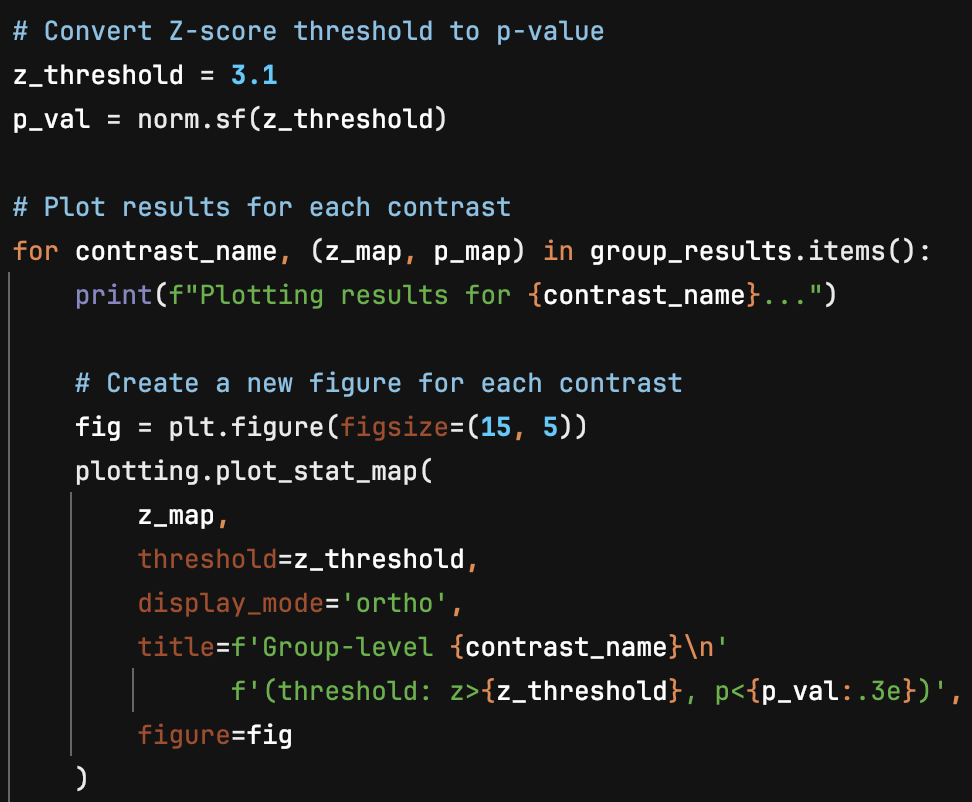 # Convert Z-score threshold to p-value
z_threshold = 3.1
p_val = norm.sf(z_threshold)

# Plot results for each contrast
for contrast_name, (z_map, p_map) in group_results.items():
    print(f"Plotting results for {contrast_name}...")

    # Create a new figure for each contrast
    fig = plt.figure(figsize=(15, 5))
    plotting.plot_stat_map(
        z_map,
        threshold=z_threshold,
        display_mode='ortho',
        title=f'Group-level {contrast_name}\n'
              f'(threshold: z>{z_threshold}, p<{p_val:.3e})',
        figure=fig
    )